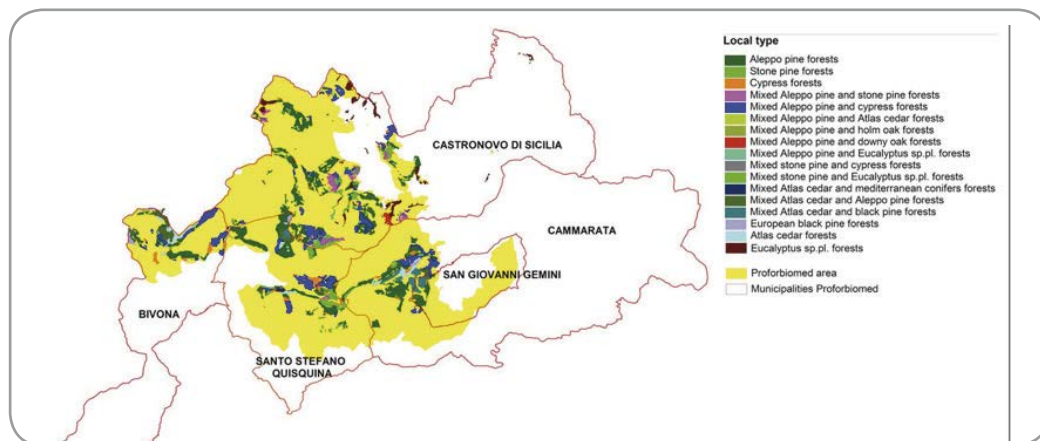 Local type
Aleppo pine forests
Stone pine forests
Cypress forests
Mixed Aleppo pine and stone pine forests
Mixed Aleppo pine and cypress forests
Mixed Aleppo pine and Atlas cedar forests
Mixed Aleppo pine and holm oak forests
Mixed Aleppo pine and downy oak forests
Mixed Aleppo pine and Eucalyptus sp.pl. forests
Mixed stone pine and cypress forests
Mixed stone pine and Eucalyptus sp.pl. forests
Mixed Atlas cedar and mediterranean conifers forests
Mixed Atlas cedar and Aleppo pine forests
Mixed Atlas cedar and black pine forests
European black pine forests
Atlas cedar forests
Eucalyptus sp.pl. forests
Proforbiomed area
Municipalities Proforbiomed
CASTRONOVO DI SICILIA
CAMMARATA
SAN GIOVANNI GEMINI
BIVONA
SANTO STEFANO
QUISQUINA